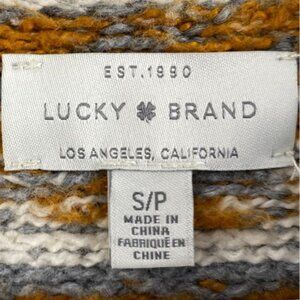 EST.1990
LUCKY BRAND
LOS ANGELES, CALIFORNIA
S/P
MADE IN
CHINA
FABRIQUÉ EN
CHINE